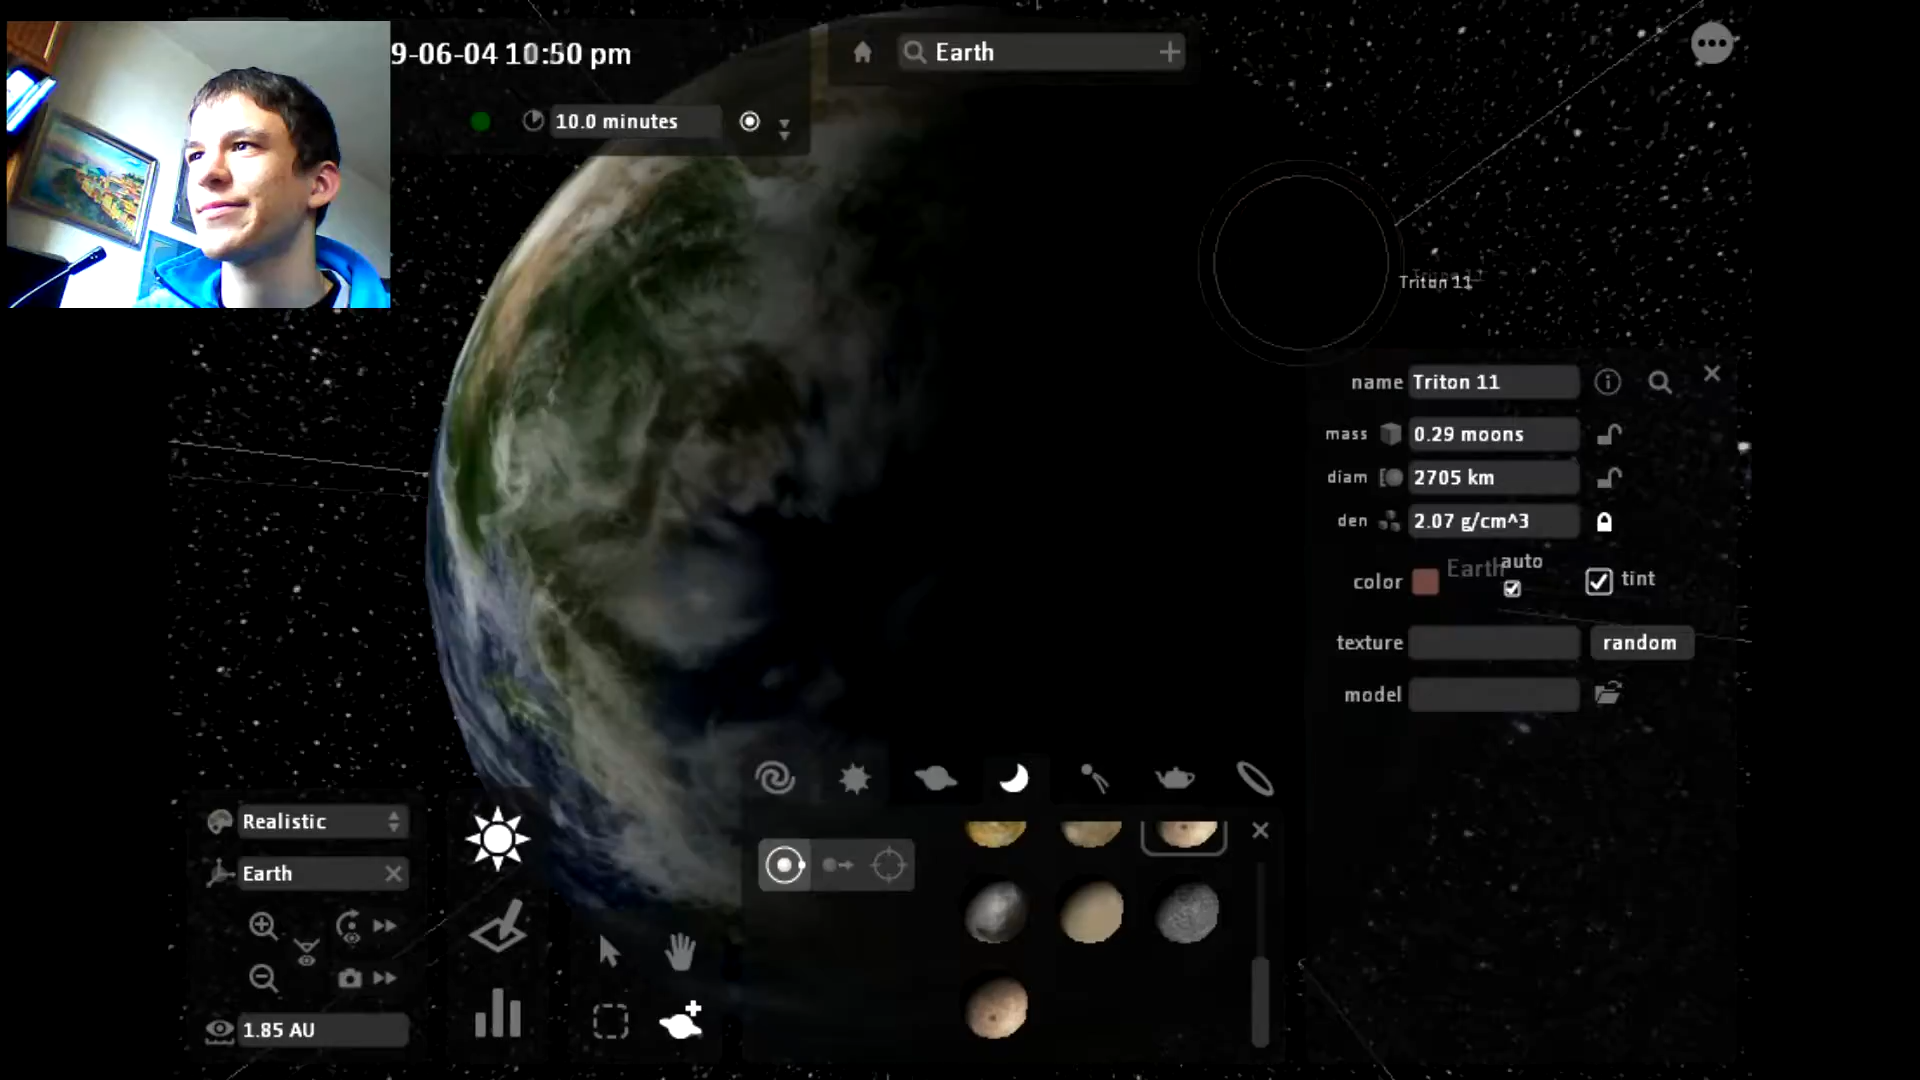 9-06-04 10:50 pm
Earth
10.0 minutes
Triton 11
name Triton 11
mass 0.29 moons
diam 2705 km
den 2.07 g/cm^3
Earth
auto
color
tint
texture
random
model
Realistic
Earth
1.85 AU